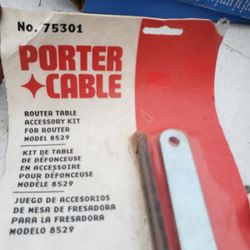 No. 75301
PORTER
CABLE
ROUTER TABLE
ACCESSORY KIT
FOR ROUTER
MODEL 8529
KIT DE TABLE
DE DÉFONCEUSE
EN ACCESSOIRE
POUR DÉFONCEUSE
MODÈLE 8529
JUEGO DE ACCESORIOS
DE MESA DE FRESADORA
PARA LA FRESADORA
MODELO 8529